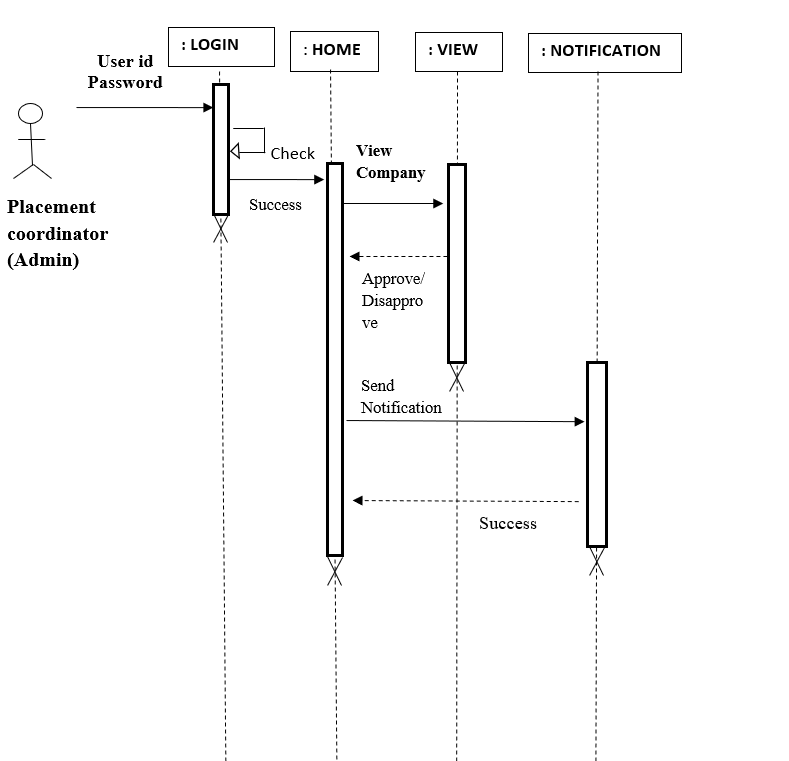 : LOGIN
: HOME
: VIEW
: NOTIFICATION
User id
Password
Check
View
Company
Success
Placement
coordinator
(Admin)
Approve/
Disappro
ve
Send
Notification
Success